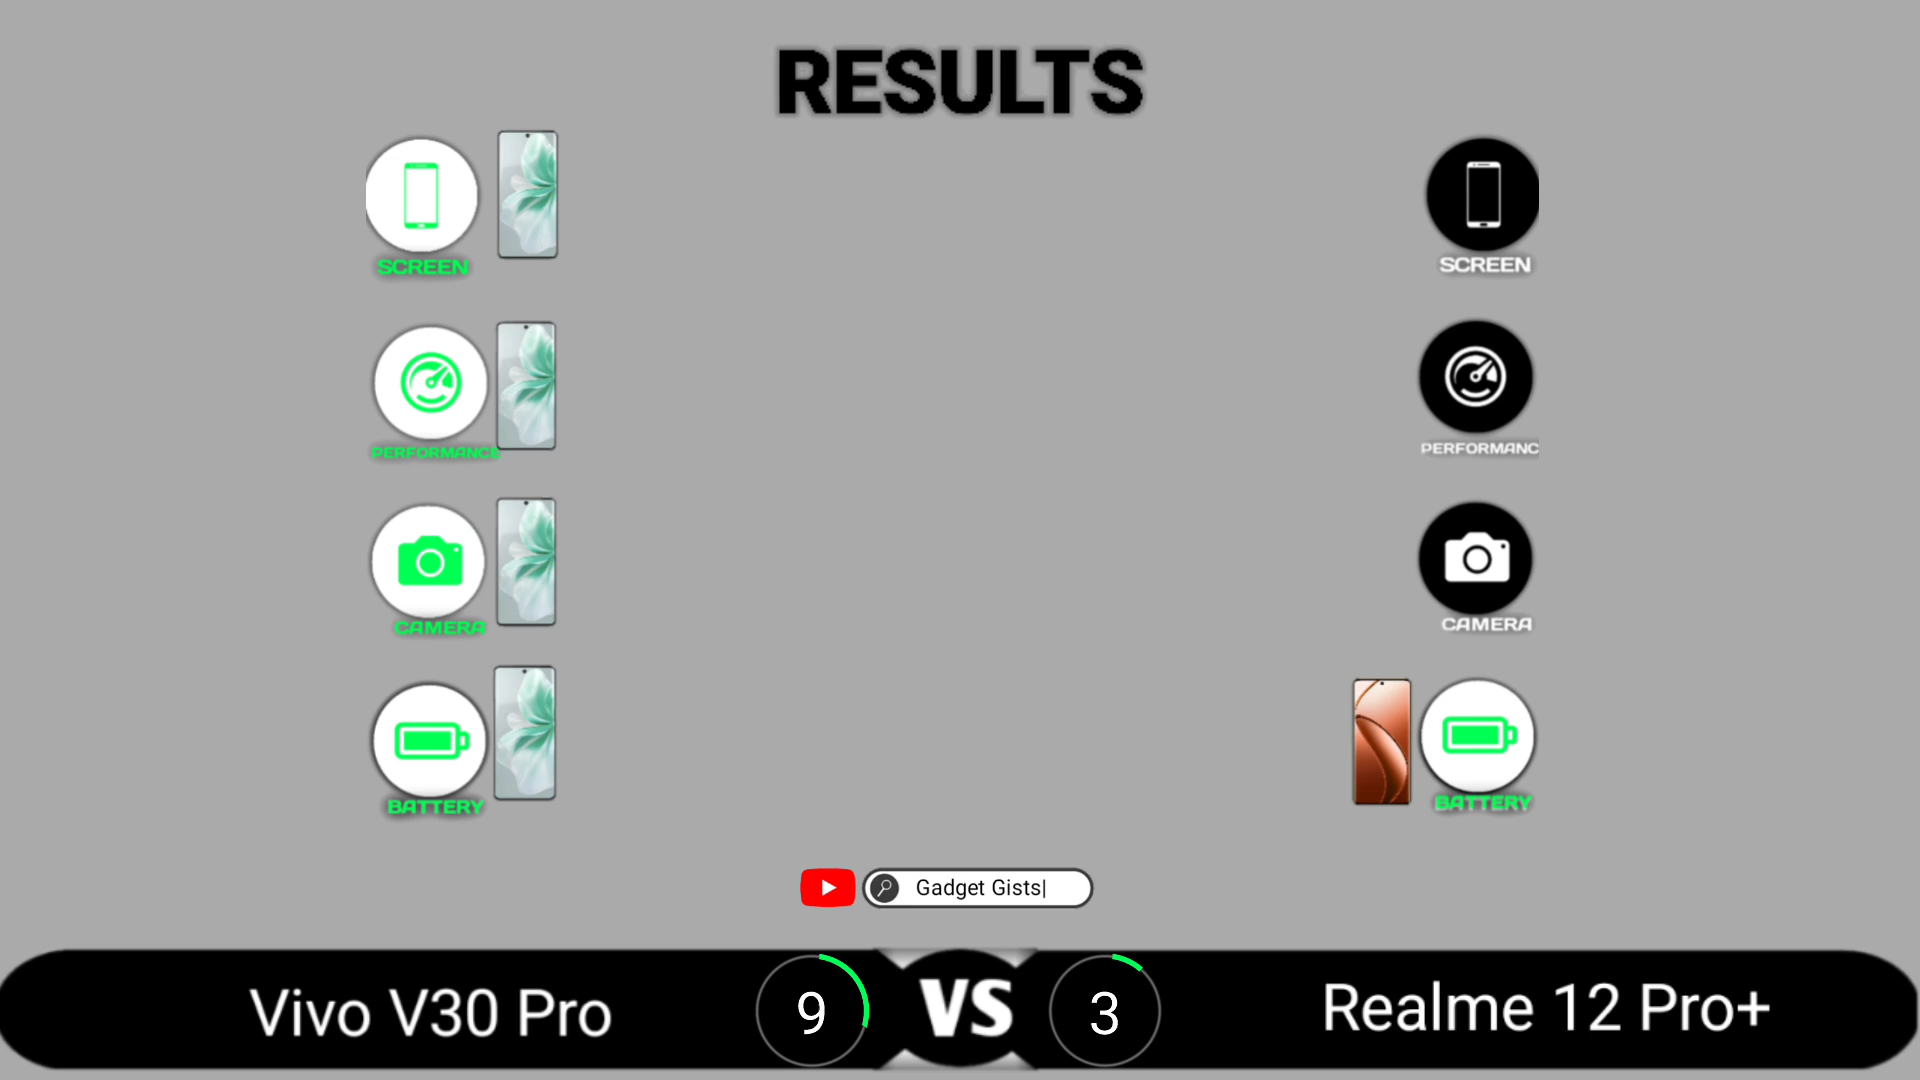 RESULTS
SCREEN
SCREEN
PERFORMANCE
PERFORMANC
CAMERA
CAMERA
BATTERY
BATTERY
Gadget Gists|
Vivo V30 Pro
9
VS
3
Realme 12 Pro+